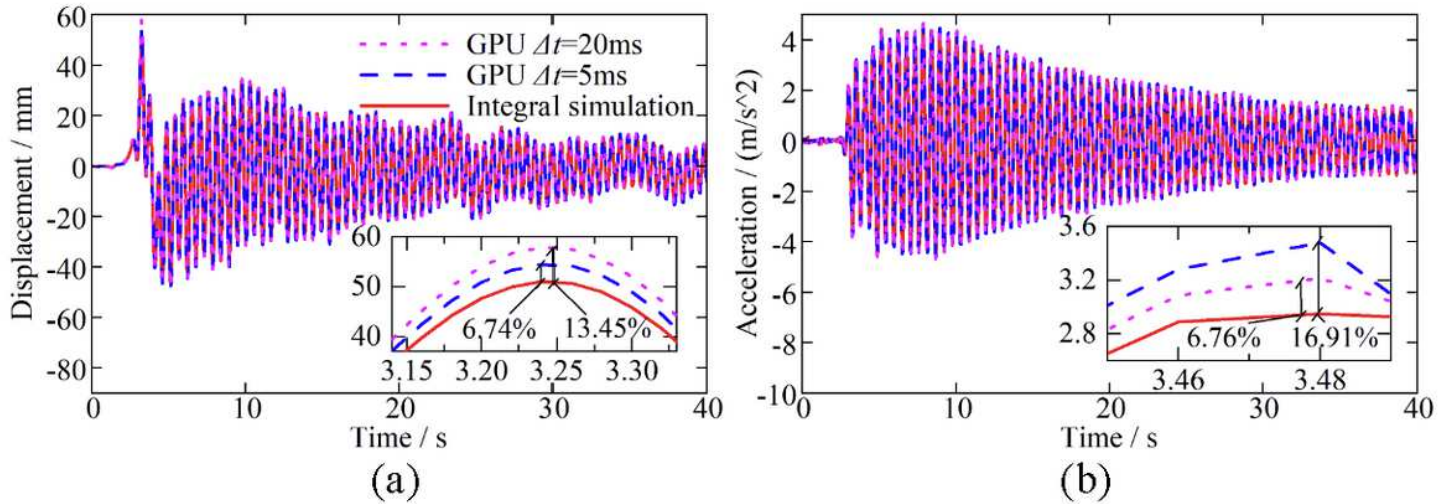 60
40
20
0
-20
-40
-60
-80
Displacement / mm
GPU Δt=20ms
GPU Δt=5ms
Integral simulation
60
50
40
6.74%
13.45%
3.15 3.20 3.25 3.30
0 10 20 30 40
Time / s
(a)
4
2
0
-2
-4
-6
-8
-10
Acceleration / (m/s^2)
3.6
3.2
2.8
6.76%
16.91%
3.46 3.48
0 10 20 30 40
Time / s
(b)